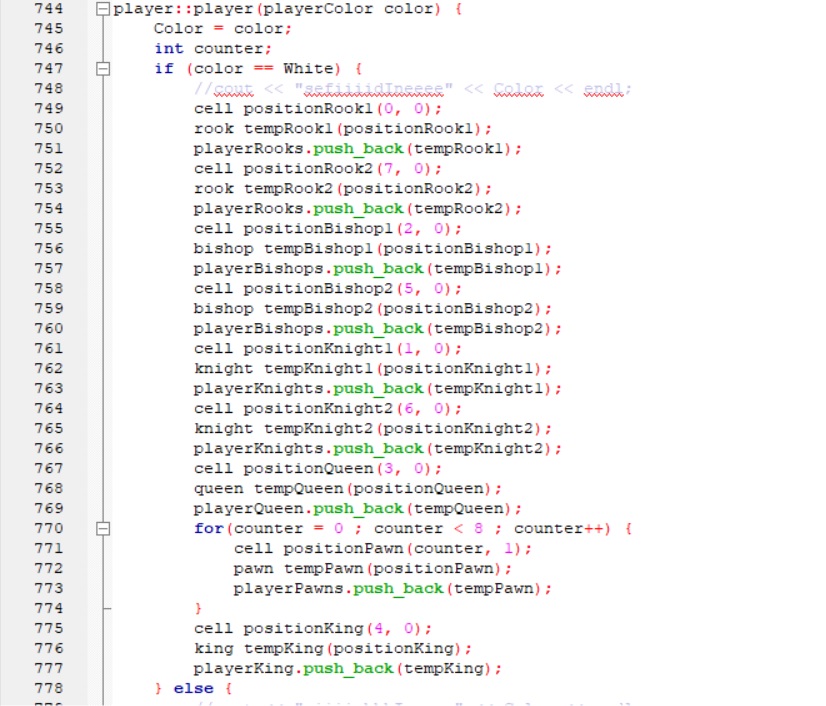 744 player::player(playerColor color) {
745 Color = color;
746 int counter;
747 if (color == White) {
748 //cout << "sefiiiidIneeee" << Color << endl;
749 cell positionRook1(0, 0);
750 rook tempRook1(positionRook1);
751 playerRooks.push_back(tempRook1);
752 cell positionRook2(7, 0);
753 rook tempRook2(positionRook2);
754 playerRooks.push_back(tempRook2);
755 cell positionBishop1(2, 0);
756 bishop tempBishop1(positionBishop1);
757 playerBishops.push_back(tempBishop1);
758 cell positionBishop2(5, 0);
759 bishop tempBishop2(positionBishop2);
760 playerBishops.push_back(tempBishop2);
761 cell positionKnight1(1, 0);
762 knight tempKnight1(positionKnight1);
763 playerKnights.push_back(tempKnight1);
764 cell positionKnight2(6, 0);
765 knight tempKnight2(positionKnight2);
766 playerKnights.push_back(tempKnight2);
767 cell positionQueen(3, 0);
768 queen tempQueen(positionQueen);
769 playerQueen.push_back(tempQueen);
770 for(counter = 0 ; counter < 8 ; counter++) {
771 cell positionPawn(counter, 1);
772 pawn tempPawn(positionPawn);
773 playerPawns.push_back(tempPawn);
774 }
775 cell positionKing(4, 0);
776 king tempKing(positionKing);
777 playerKing.push_back(tempKing);
778 } else {